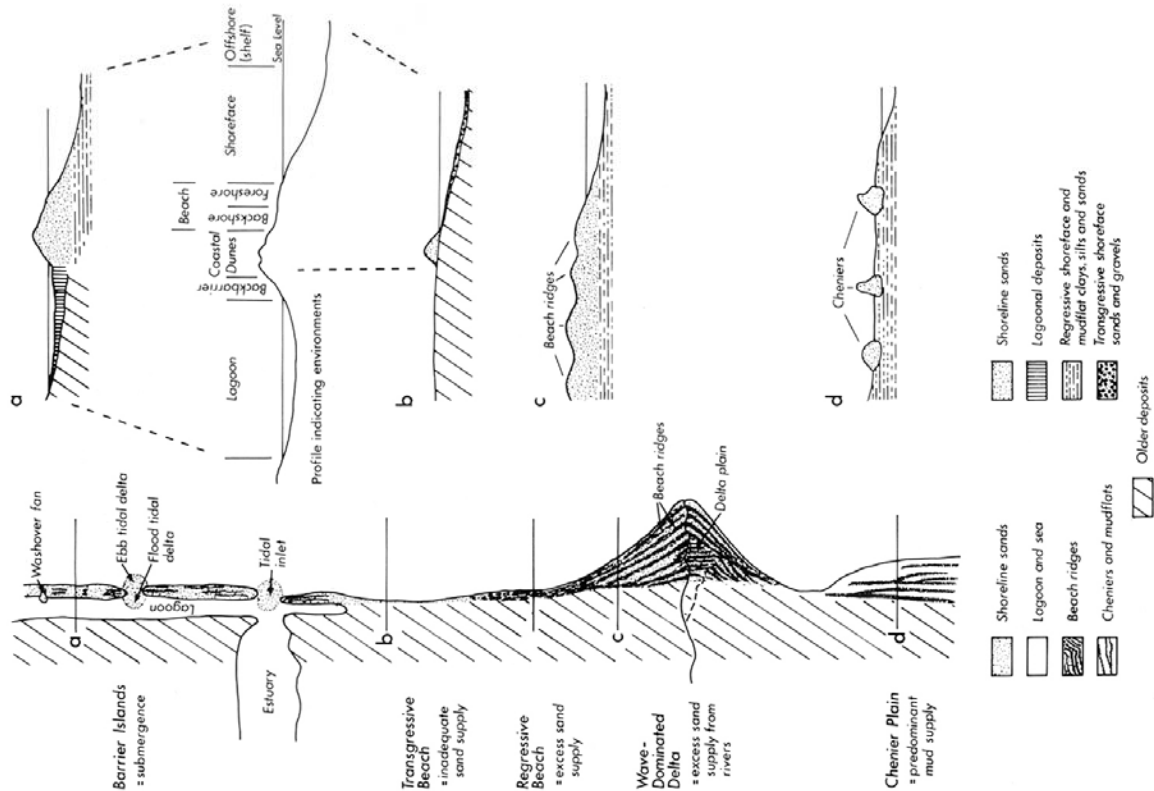 Barrier Islands
= submergence
Estuary
Transgressive
Beach
= inadequate
sand supply
Regressive
Beach
= excess sand
supply
Wave-
Dominated
Delta
= excess sand
supply from
rivers
Chenier Plain
= predominant
mud supply
Washover fan
Ebb tidal delta
Flood tidal
delta
Lagoon
Tidal
inlet
Beach ridges
Delta plain
a
b
c
d
a
Lagoon
Backbarrier
Coastal
Dunes
Backshore
Foreshore
Beach
Shoreface
Offshore
(shelf)
Sea Level
Profile indicating environments
b
c
Beach ridges
d
Cheniers
Shoreline sands
Lagoon and sea
Beach ridges
Cheniers and mudflats
Shoreline sands
Lagoonal deposits
Regressive shoreface and
mudflat clays, silts and sands
Transgressive shoreface
sands and gravels
Older deposits